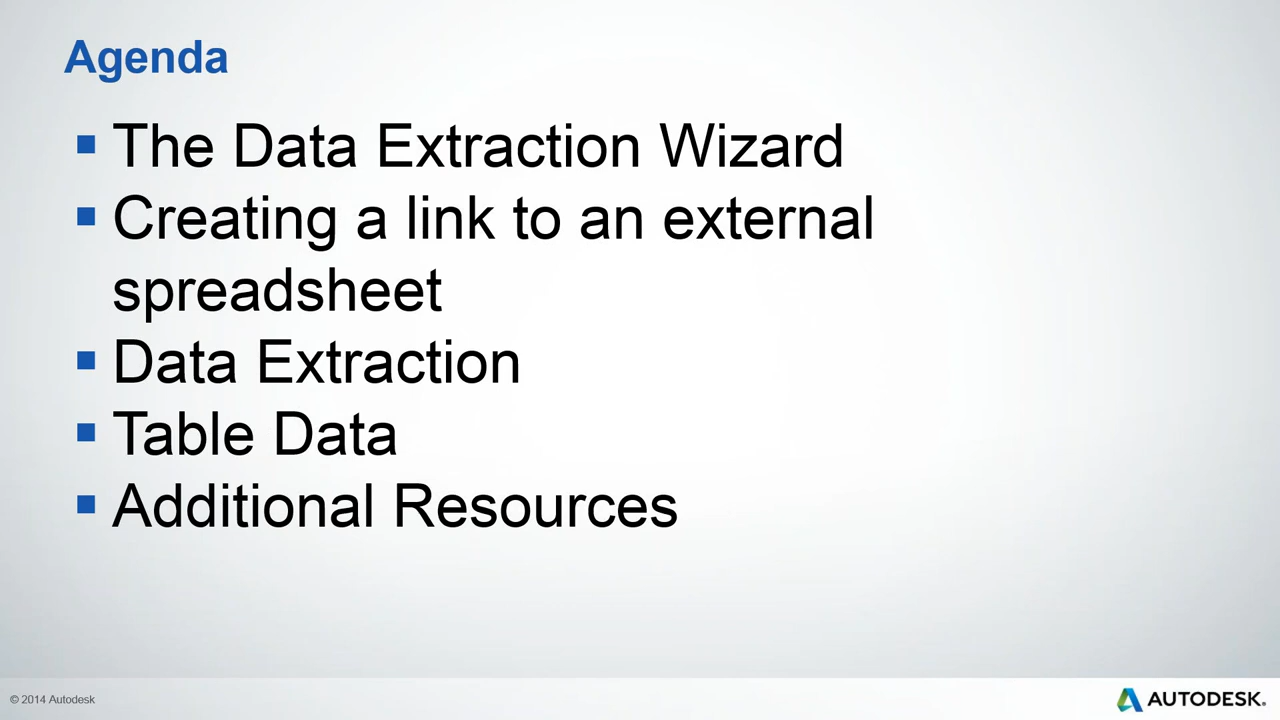 Agenda
The Data Extraction Wizard
Creating a link to an external
spreadsheet
Data Extraction
Table Data
Additional Resources
© 2014 Autodesk
AUTODESK.